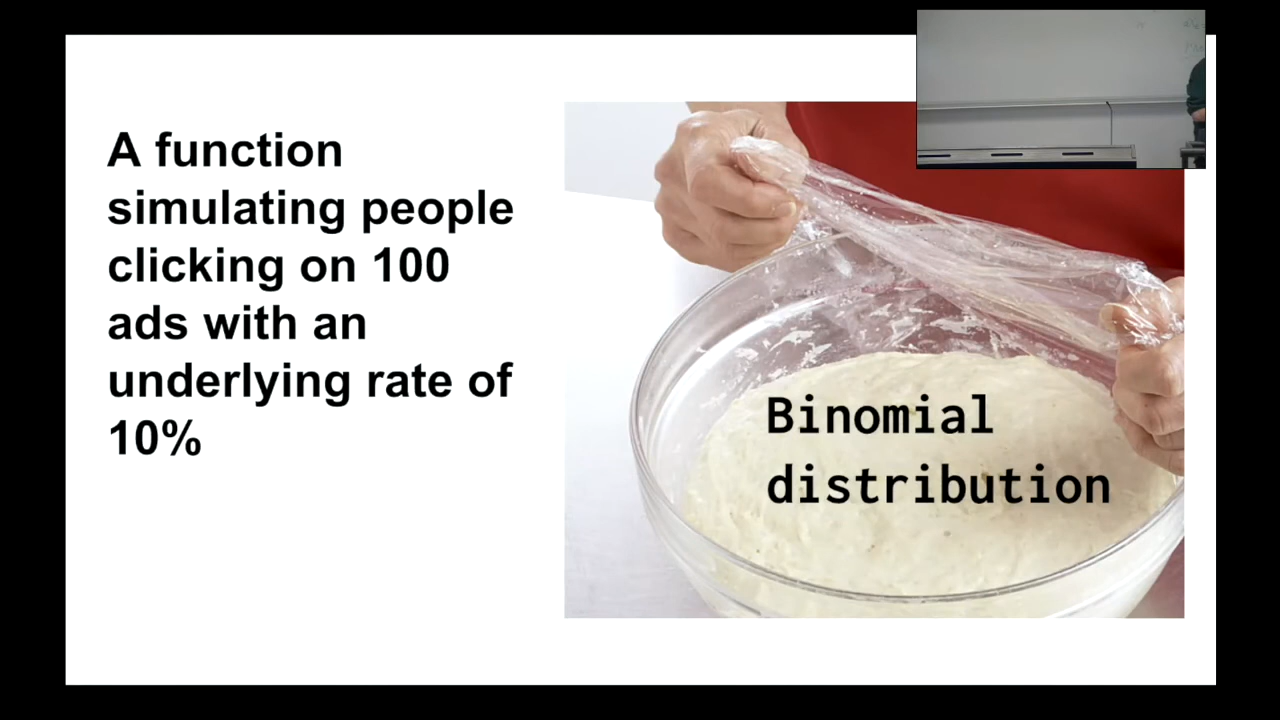 A function
simulating people
clicking on 100
ads with an
underlying rate of
10%
Binomial
distribution